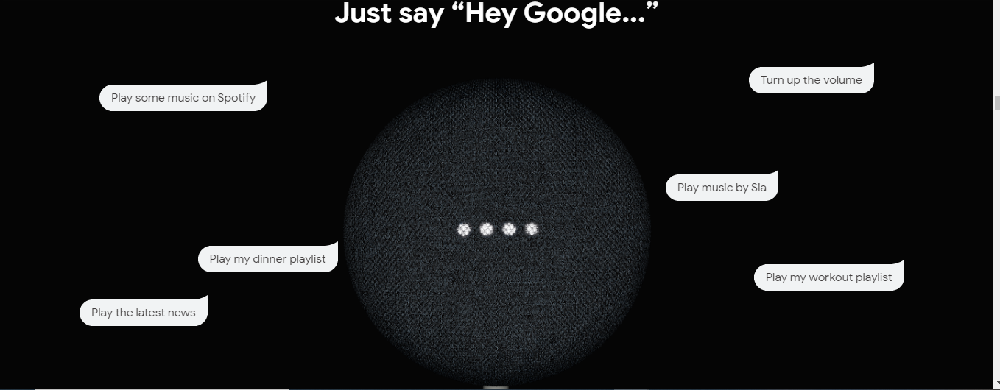 Just say “Hey Google...”
Turn up the volume
Play some music on Spotify
Play music by Sia
Play my dinner playlist
Play my workout playlist
Play the latest news